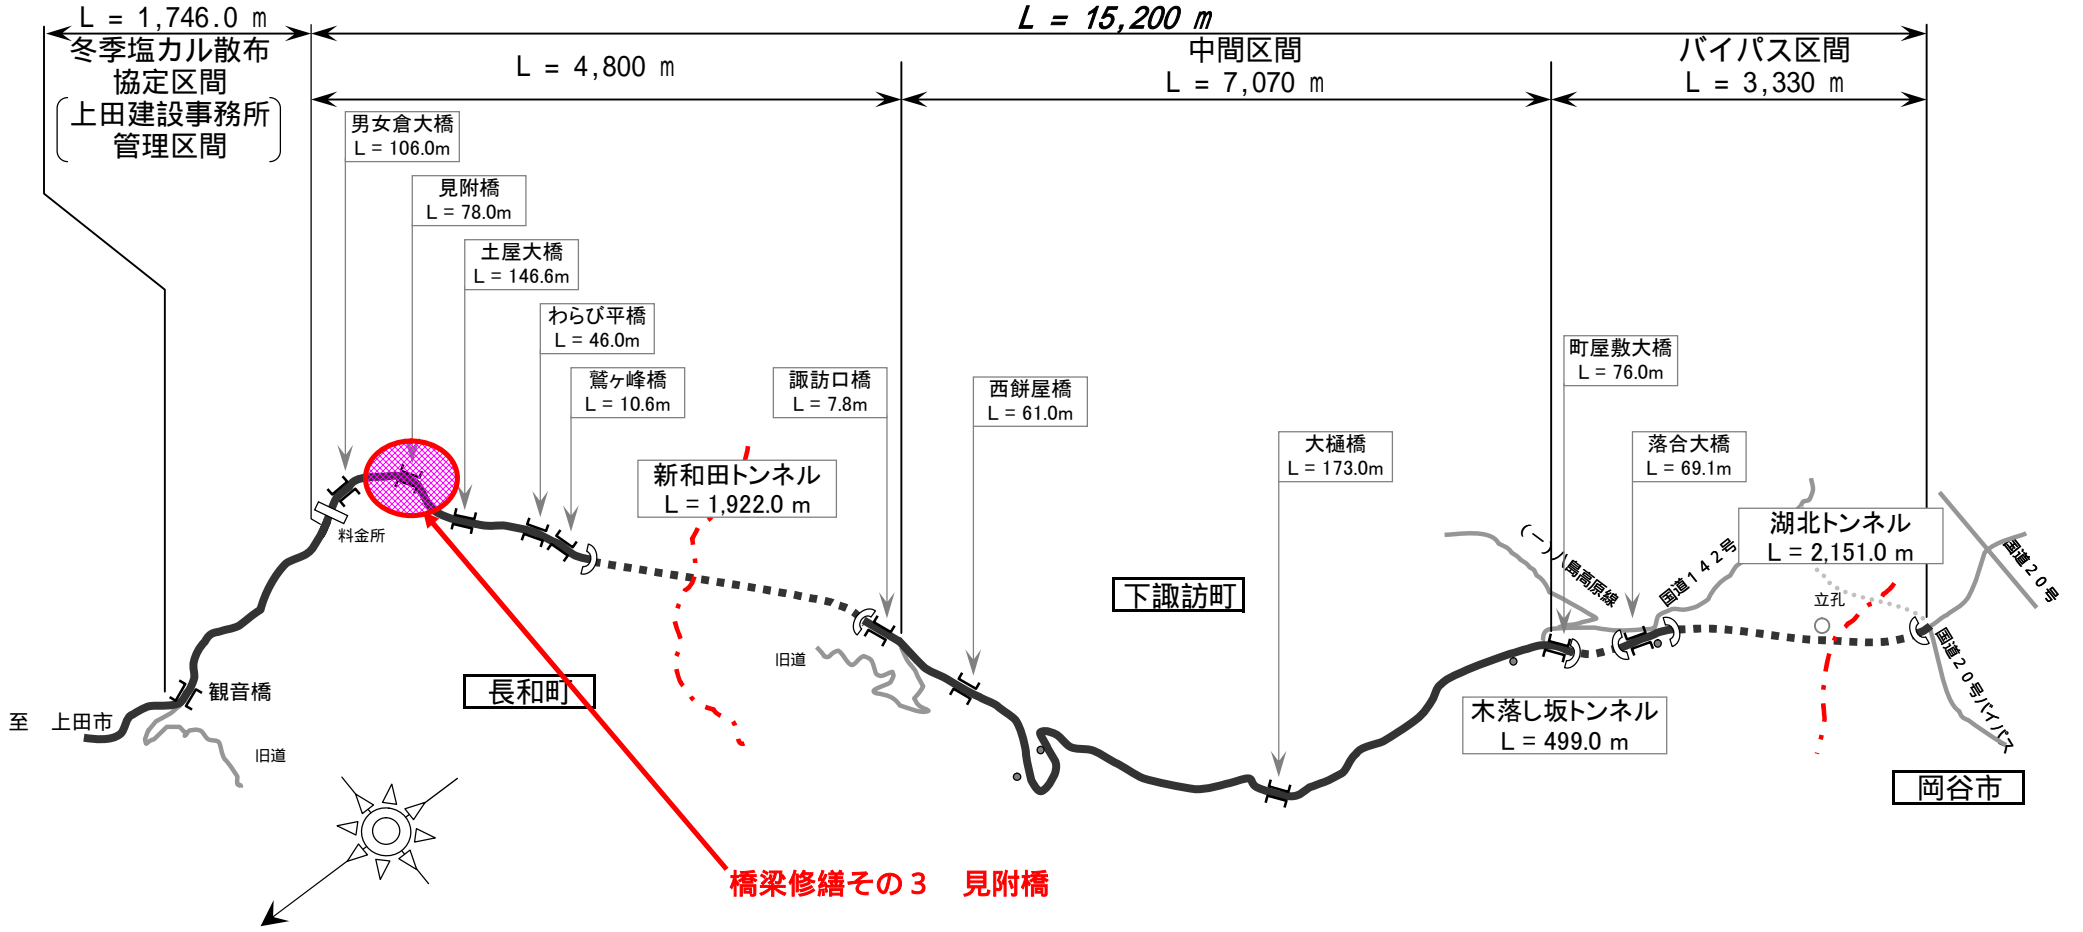 L = 1,746.0 m
L = 15,200 m
冬季塩カル散布
協定区間
上田建設事務所
管理区間
L = 4,800 m
中間区間
L = 7,070 m
バイパス区間
L = 3,330 m
男女倉大橋
L = 106.0m
見附橋
L = 78.0m
土屋大橋
L = 146.6m
わらび平橋
L = 46.0m
鷲ヶ峰橋
L = 10.6m
諏訪口橋
L = 7.8m
西餅屋橋
L = 61.0m
町屋敷大橋
L = 76.0m
大樋橋
L = 173.0m
落合大橋
L = 69.1m
新和田トンネル
L = 1,922.0 m
湖北トンネル
L = 2,151.0 m
料金所
(一)八島高原線
国道142号
国道20号
立孔
下諏訪町
国道20号バイパス
旧道
長和町
観音橋
至 上田市
旧道
木落し坂トンネル
L = 499.0 m
岡谷市
橋梁修繕その3 見附橋